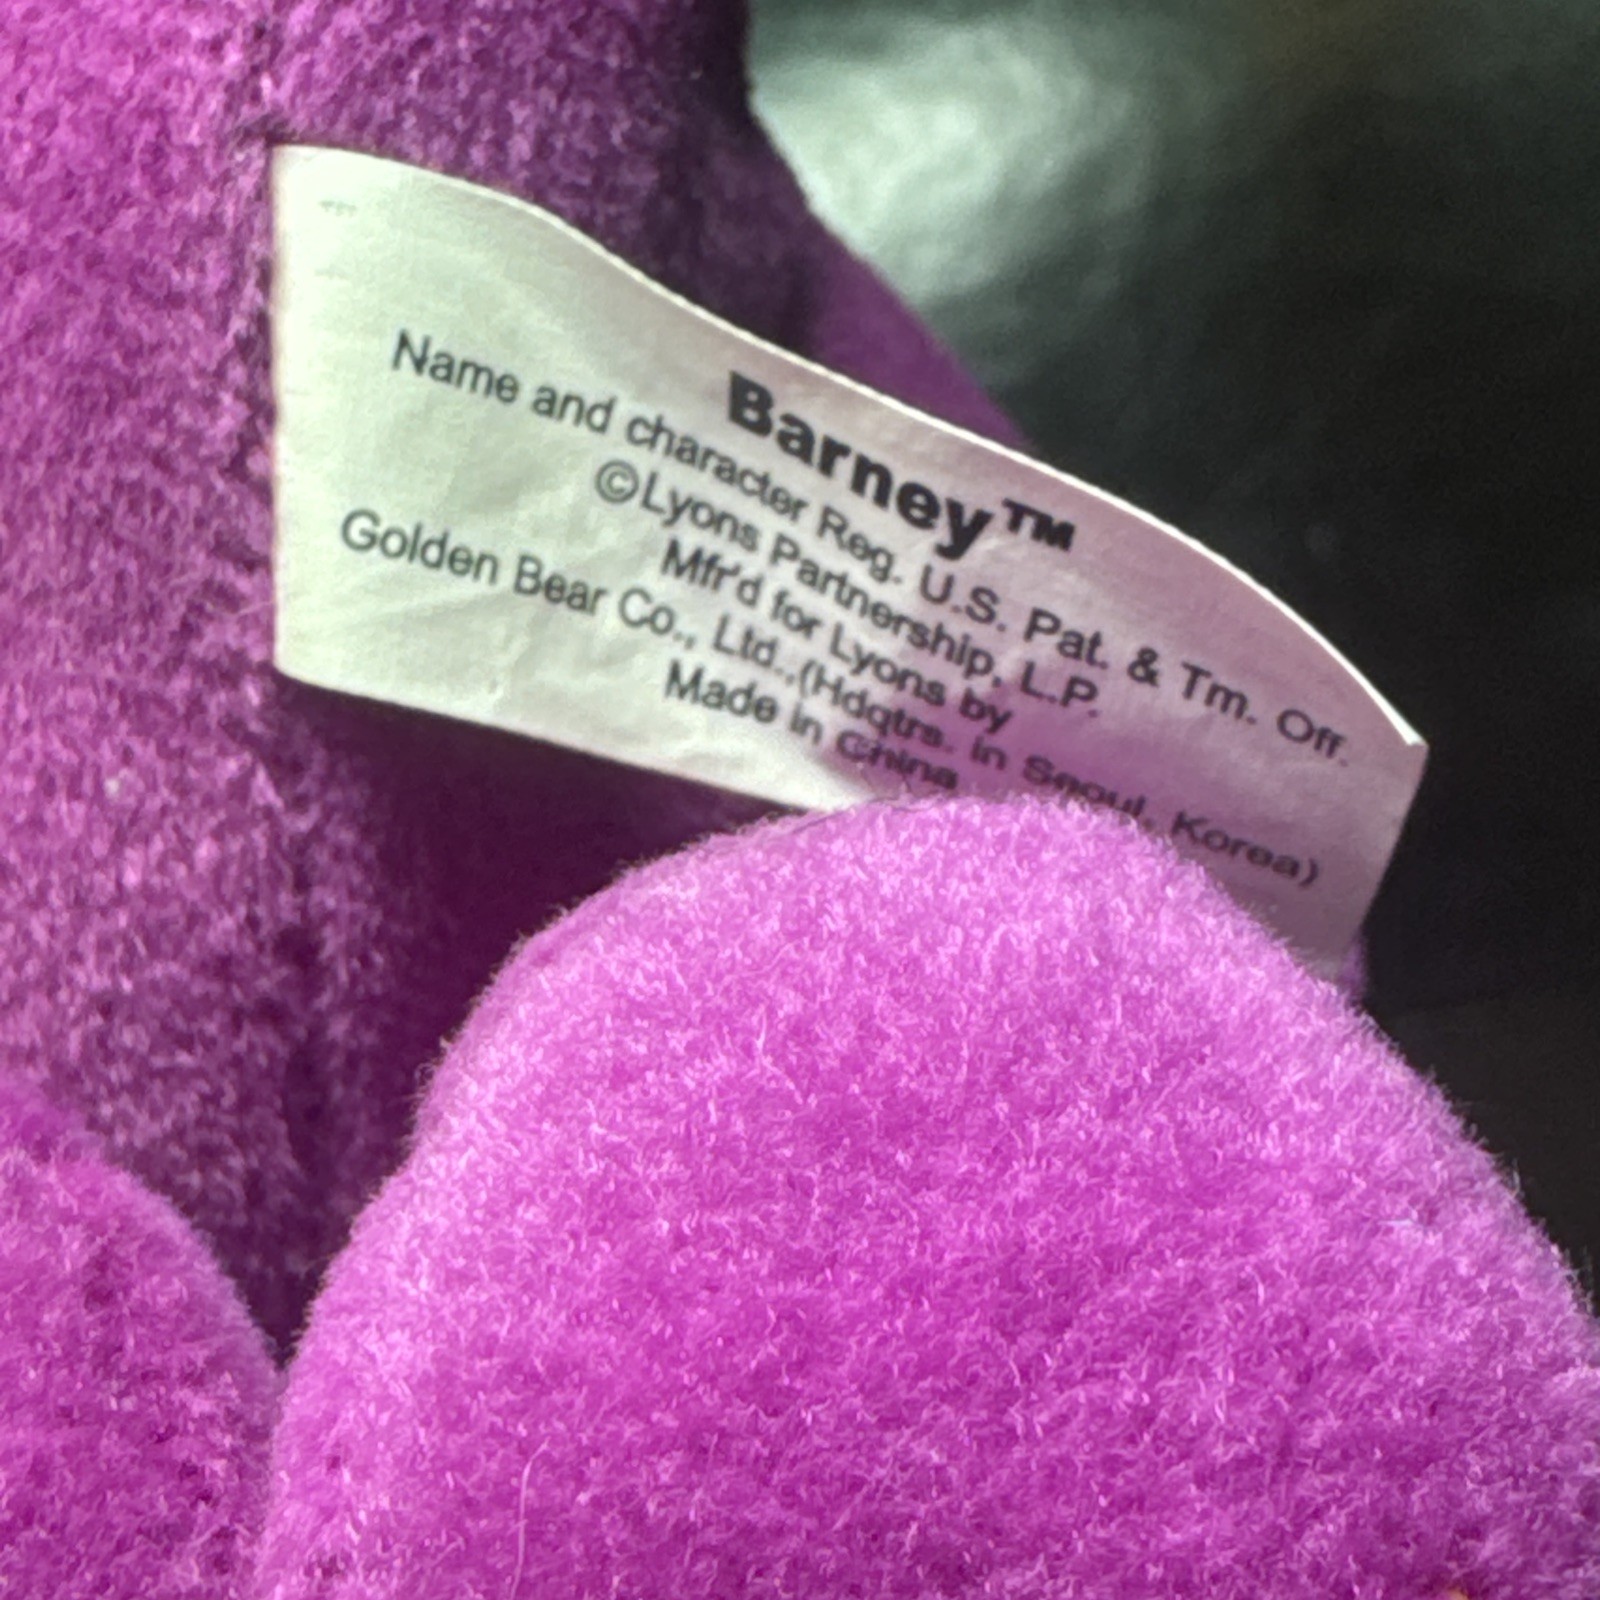 Barney™
Name and character Reg. U.S. Pat. & Tm. Off.
©Lyons Partnership, L.P.
Mfr'd for Lyons by
Golden Bear Co., Ltd.,(Hdqtrs. in Seoul, Korea)
Made in China